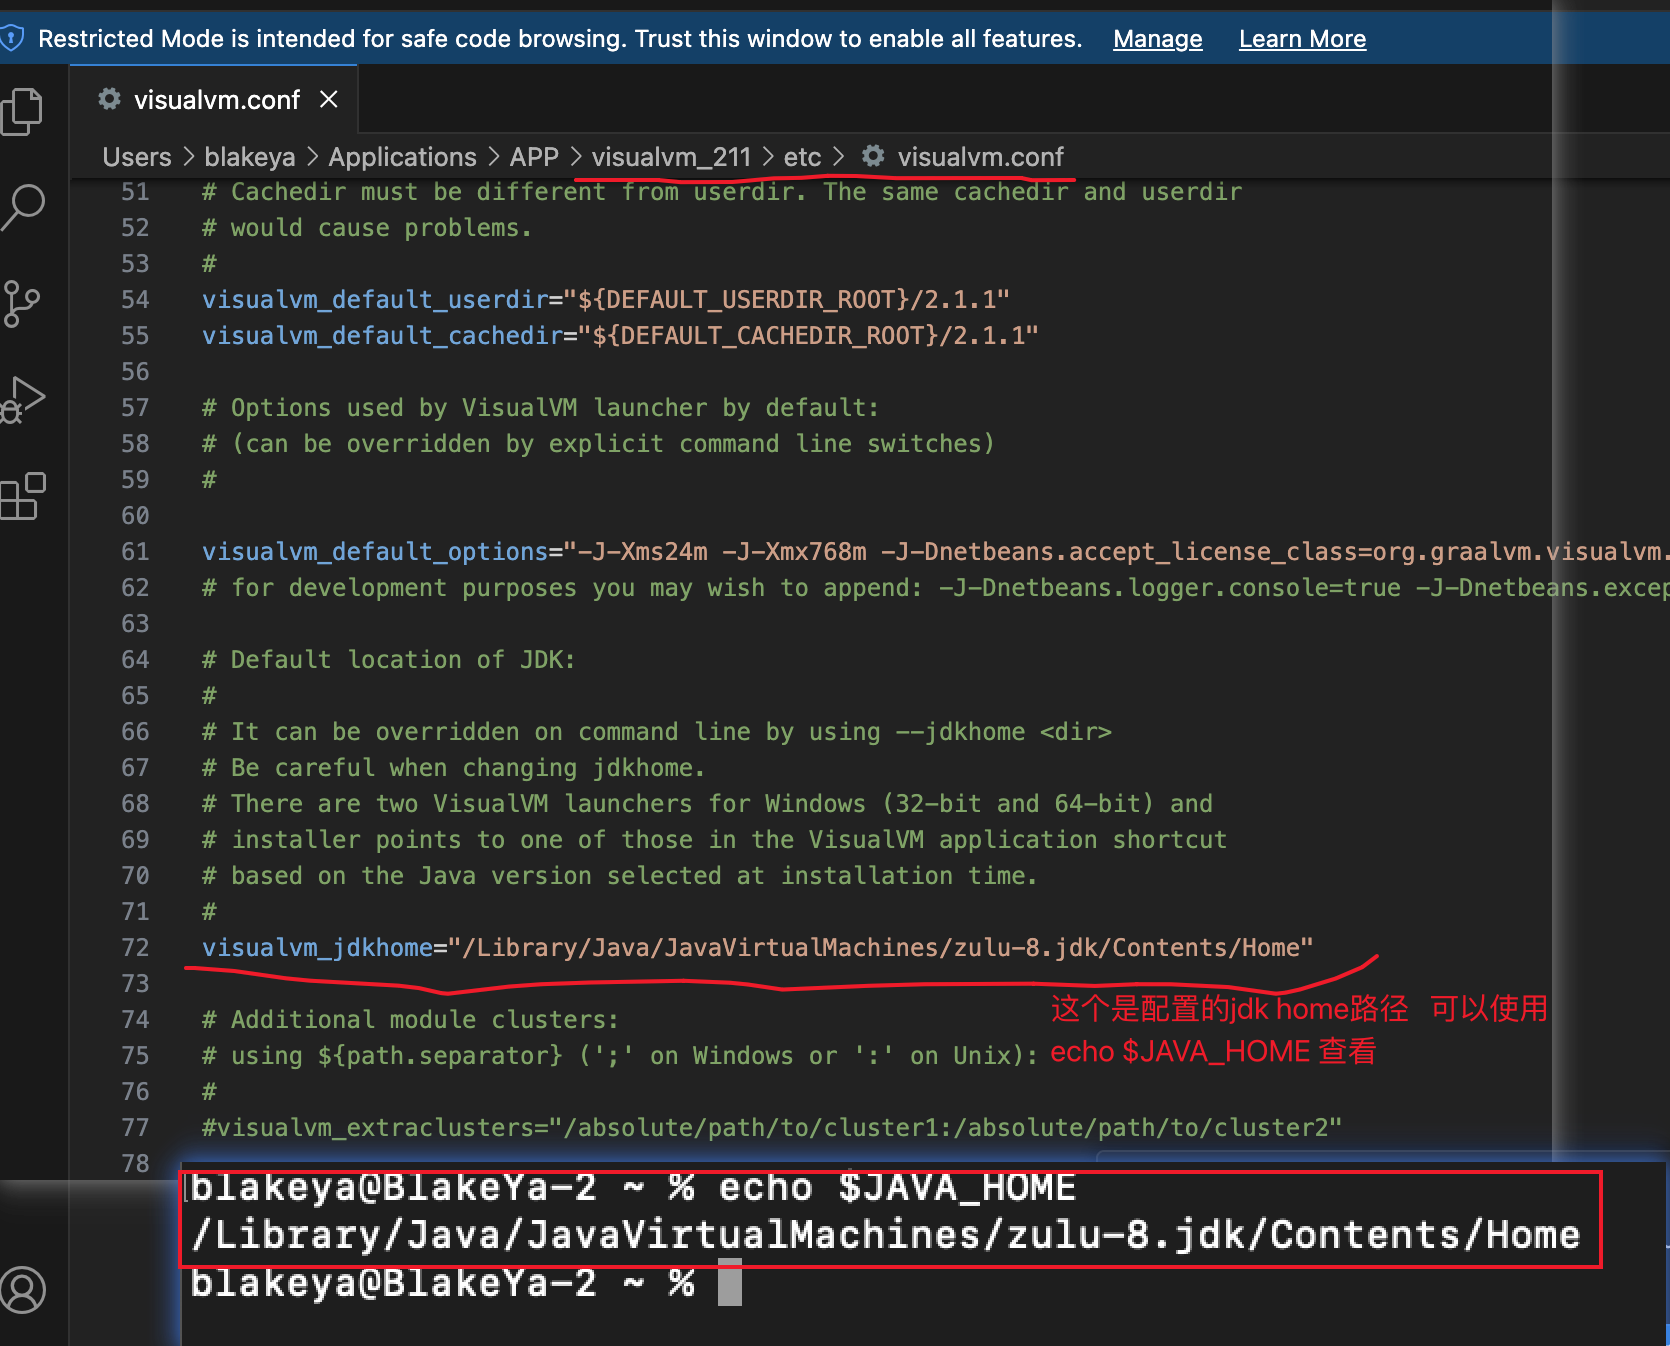 Restricted Mode is intended for safe code browsing. Trust this window to enable all features. Manage Learn More
visualvm.conf
Users > blakeya > Applications > APP > visualvm_211 > etc > visualvm.conf
51 # Cachedir must be different from userdir. The same cachedir and userdir
52 # would cause problems.
53 #
54 visualvm_default_userdir="${DEFAULT_USERDIR_ROOT}/2.1.1"
55 visualvm_default_cachedir="${DEFAULT_CACHEDIR_ROOT}/2.1.1"
56
57 # Options used by VisualVM launcher by default:
58 # (can be overridden by explicit command line switches)
59 #
60
61 visualvm_default_options="-J-Xms24m -J-Xmx768m -J-Dnetbeans.accept_license_class=org.graalvm.visualvm.
62 # for development purposes you may wish to append: -J-Dnetbeans.logger.console=true -J-Dnetbeans.excep
63
64 # Default location of JDK:
65 #
66 # It can be overridden on command line by using --jdkhome <dir>
67 # Be careful when changing jdkhome.
68 # There are two VisualVM launchers for Windows (32-bit and 64-bit) and
69 # installer points to one of those in the VisualVM application shortcut
70 # based on the Java version selected at installation time.
71 #
72 visualvm_jdkhome="/Library/Java/JavaVirtualMachines/zulu-8.jdk/Contents/Home"
73
这个是配置的jdk home路径 可以使用
74 # Additional module clusters:
75 # using ${path.separator} (';' on Windows or ':' on Unix):
echo $JAVA_HOME 查看
76 #
77 #visualvm_extraclusters="/absolute/path/to/cluster1:/absolute/path/to/cluster2"
78
blakeya@BlakeYa-2 ~ % echo $JAVA_HOME
/Library/Java/JavaVirtualMachines/zulu-8.jdk/Contents/Home
blakeya@BlakeYa-2 ~ %